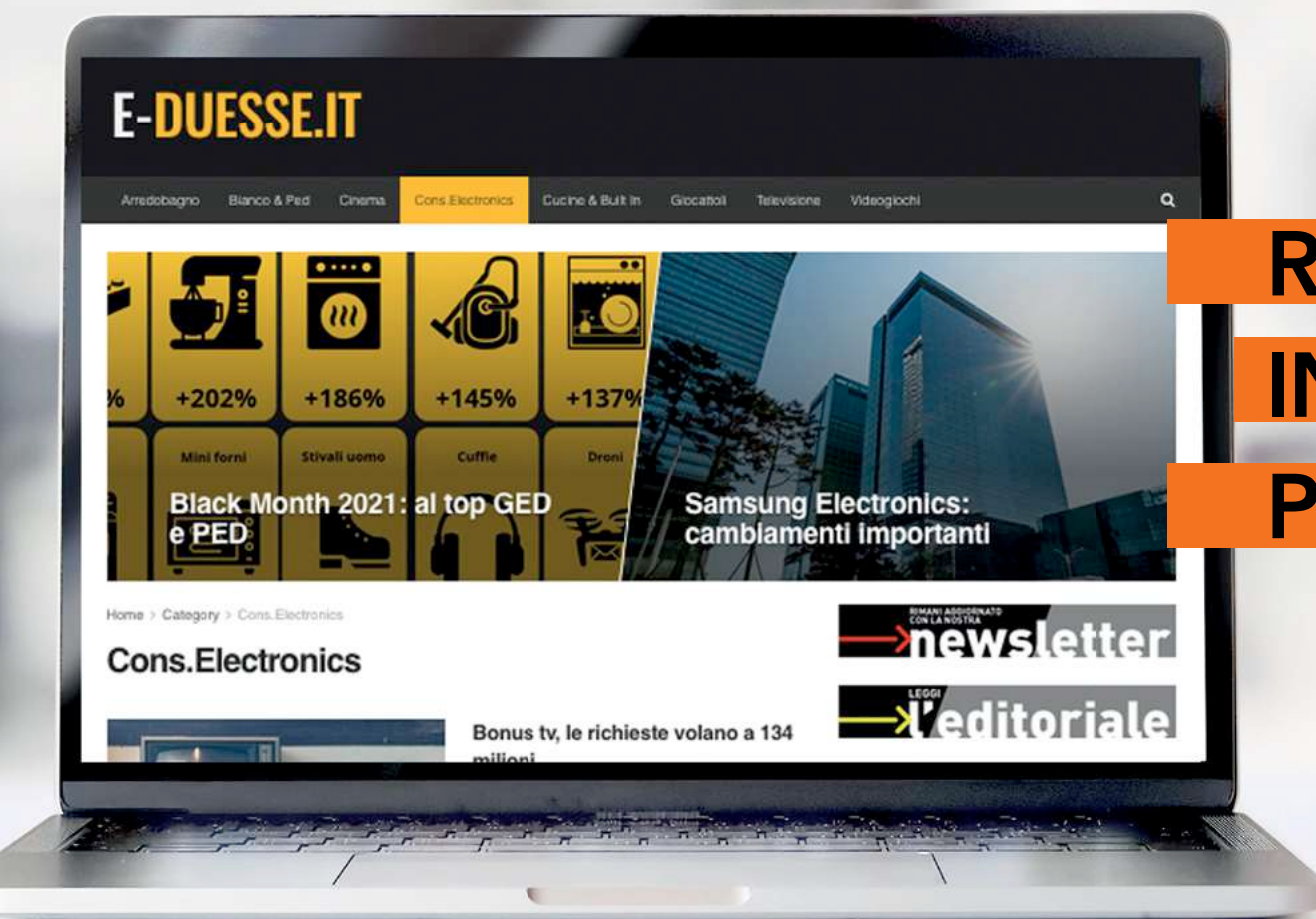 E-DUESSE.IT
Arredobagno Bianco & Ped Cinema Cons.Electronics Cucine & Built In Giocattoli Televisione Videogiochi
R
IN
P
%
+202%
+186%
+145%
+137%
Mini forni
Stivali uomo
Cuffie
Droni
Black Month 2021: al top GED
e PED
Samsung Electronics:
cambiamenti importanti
Home > Category > Cons.Electronics
Cons.Electronics
RIMANI AGGIORNATO
CON LA NOSTRA
newsletter
LEGGI
l'editoriale
Bonus tv, le richieste volano a 134
milioni